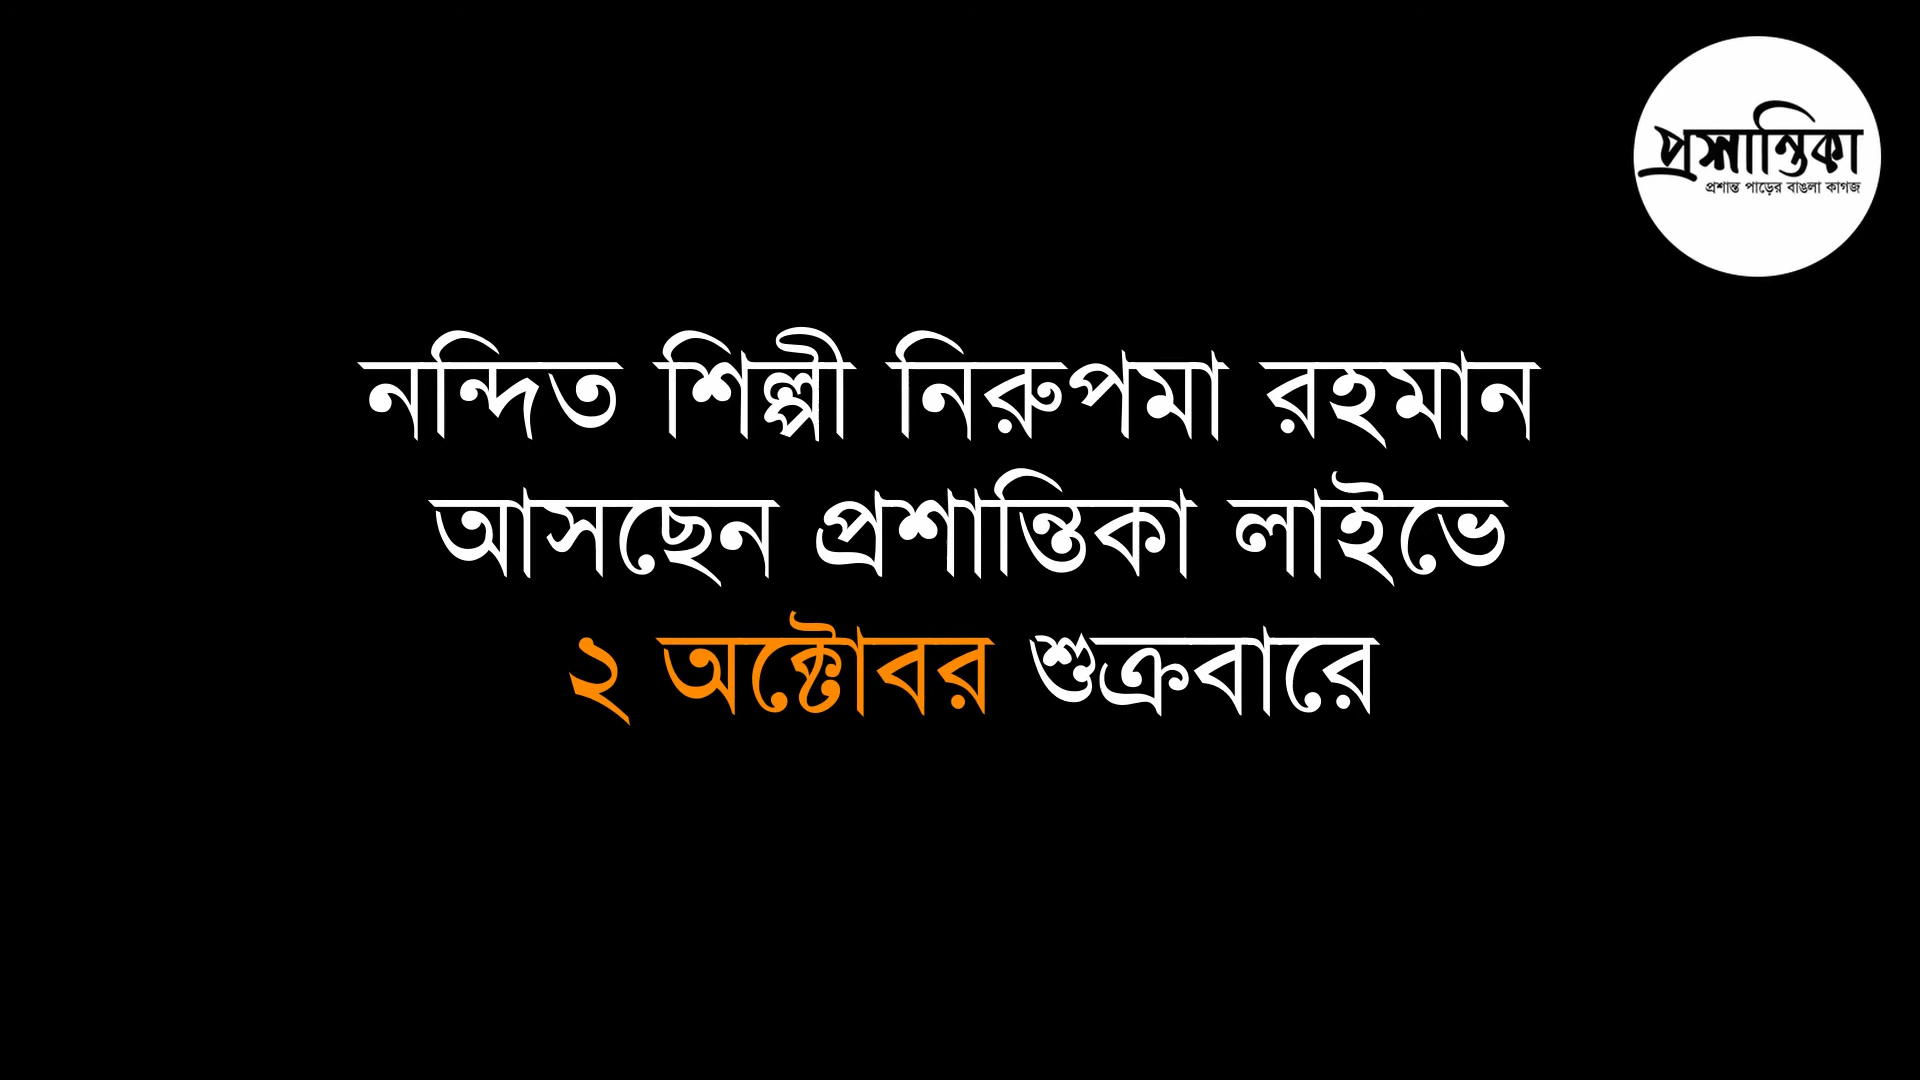 প্রশান্তিকা
প্রশান্ত পাড়ের বাঙলা কাগজ
নন্দিত শিল্পী নিরুপমা রহমান
আসছেন প্রশান্তিকা লাইভে
২ অক্টোবর শুক্রবারে